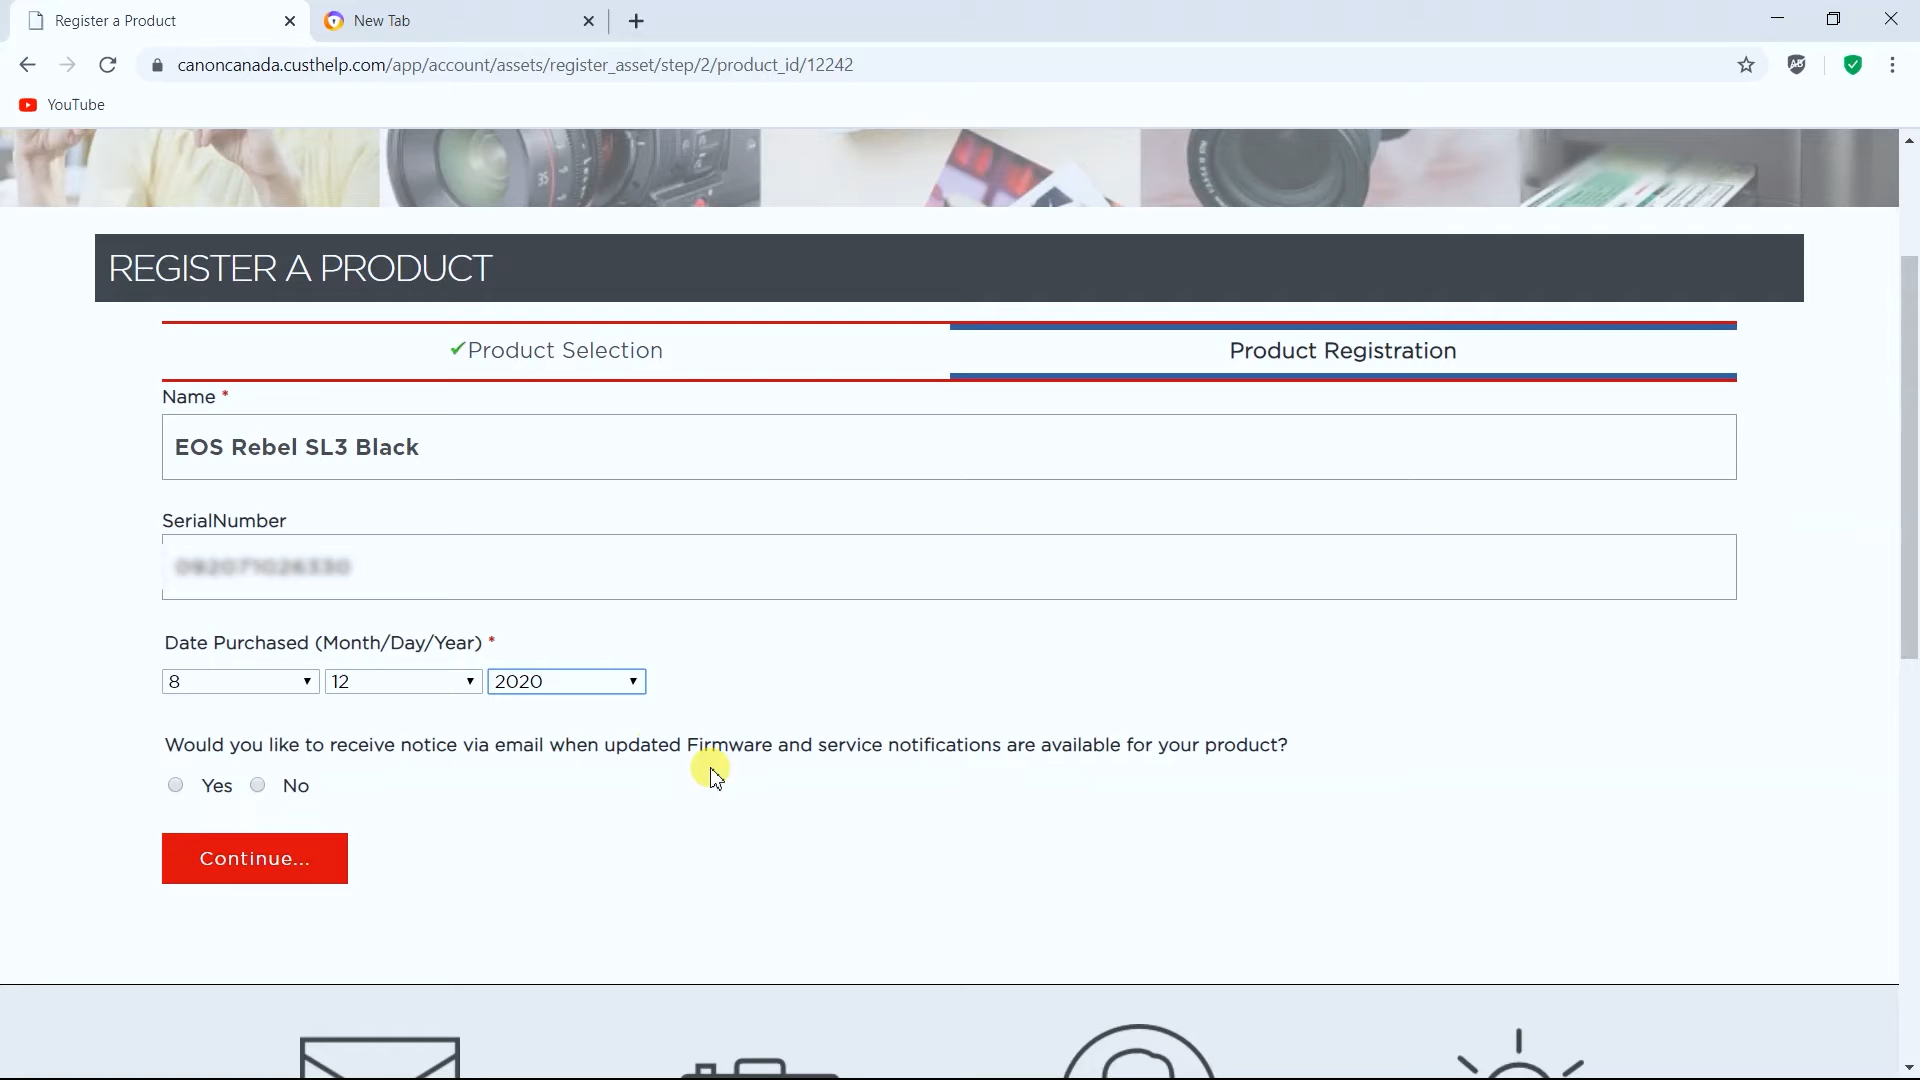 Register a Product
New Tab
canoncanada.custhelp.com/app/account/assets/register_asset/step/2/product_id/12242
YouTube
REGISTER A PRODUCT
✔Product Selection
Product Registration
Name *
EOS Rebel SL3 Black
SerialNumber
Date Purchased (Month/Day/Year) *
8
12
2020
Would you like to receive notice via email when updated Firmware and service notifications are available for your product?
Yes No
Continue...